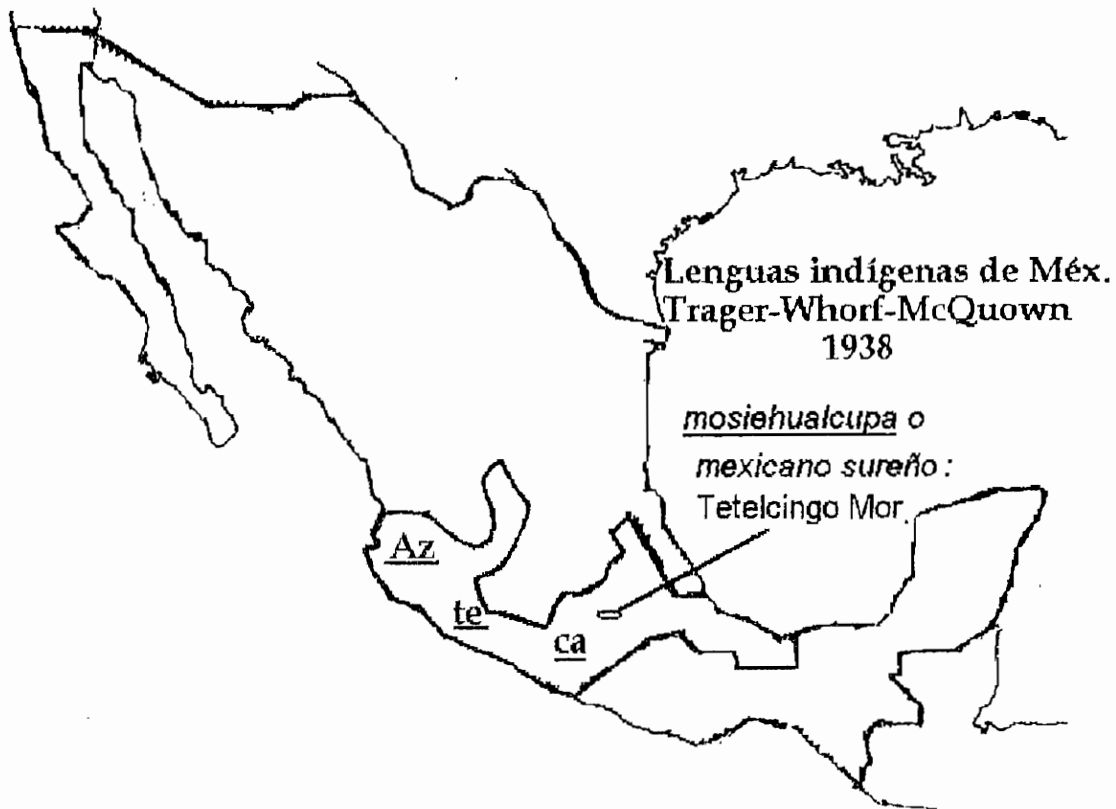 Lenguas indígenas de Méx.
Trager-Whorf-McQuown
1938
mosiehualcupa o
mexicano sureño :
Tetelcingo Mor.
Az
te
ca